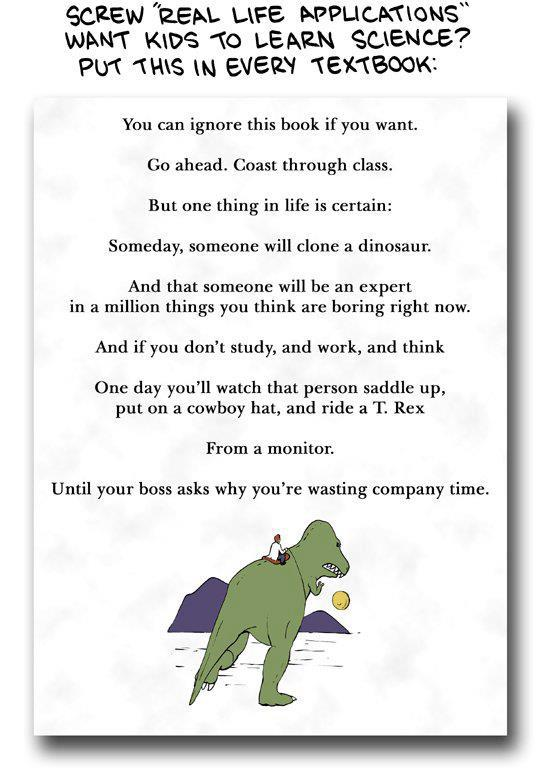 SCREW "REAL LIFE APPLICATIONS"
WANT KIDS TO LEARN SCIENCE?
PUT THIS IN EVERY TEXTBOOK:
You can ignore this book if you want.
Go ahead. Coast through class.
But one thing in life is certain:
Someday, someone will clone a dinosaur.
And that someone will be an expert
in a million things you think are boring right now.
And if you don't study, and work, and think
One day you'll watch that person saddle up,
put on a cowboy hat, and ride a T. Rex
From a monitor.
Until your boss asks why you're wasting company time.